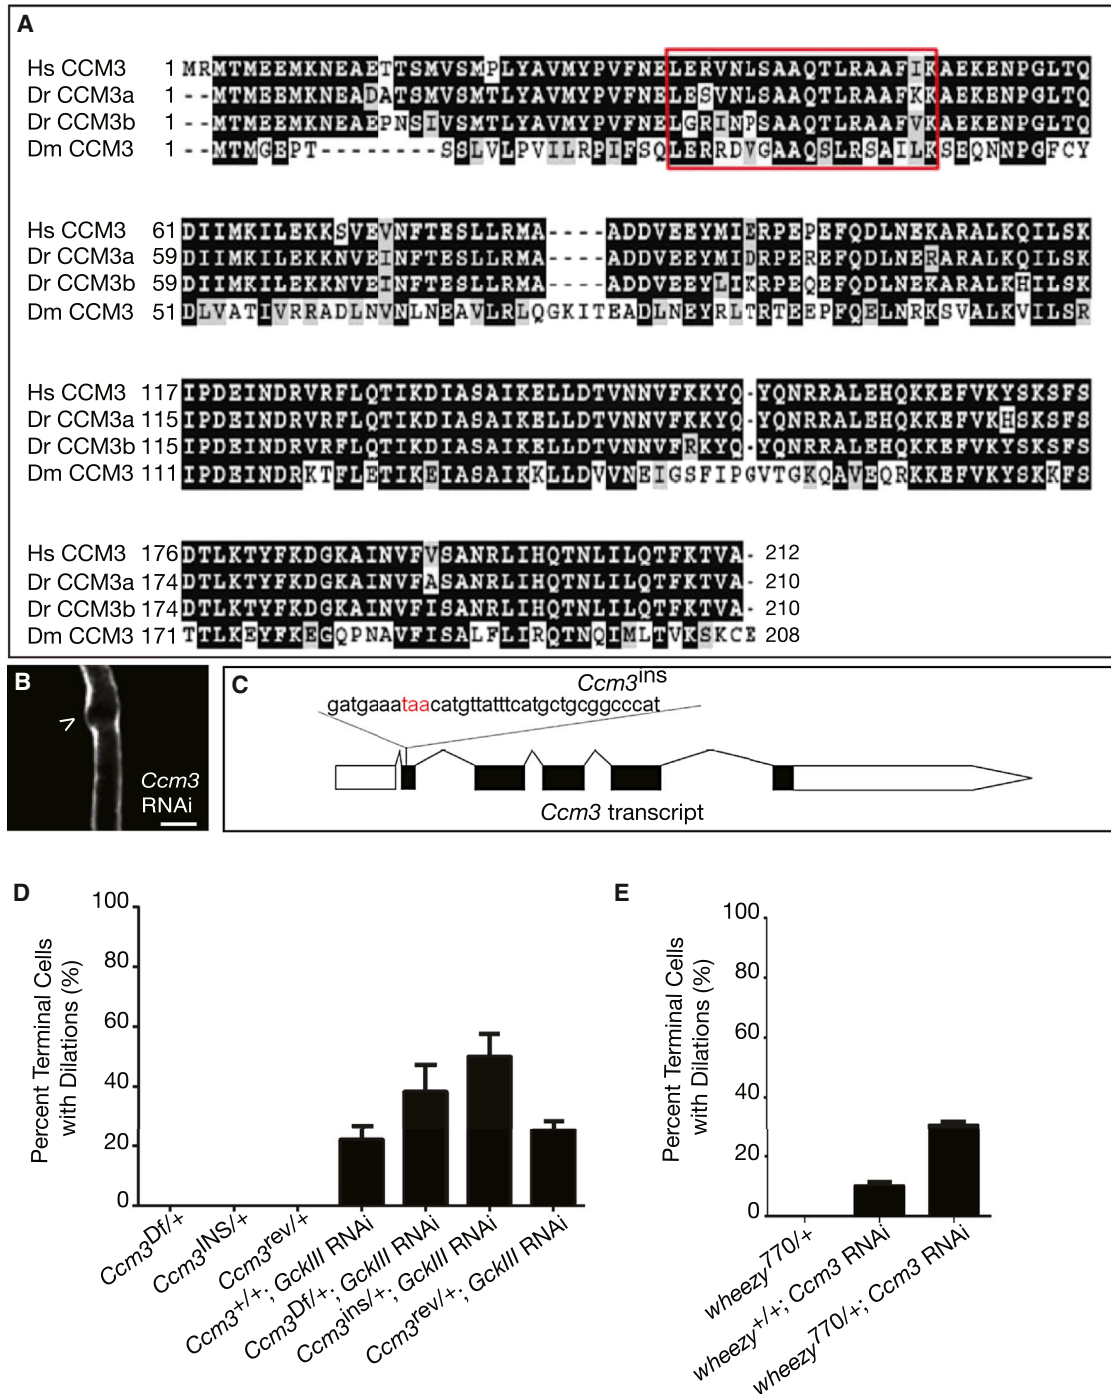 A
Hs CCM3 1 MRMTMEEMKNEAETTSMVSMPLYAVMYPVFNELERVNLSAAQTLRAAFIKAEKENPGLTQ
Dr CCM3a 1 --MTMEEMKNEADATSMVSMTLYAVMYPVFNELESVNLSAAQTLRAAFKKAEKENPGLTQ
Dr CCM3b 1 --MTMEEMKNEAEPNSIVSMTLYAVMYPVFNELGRINPSAAQTLRAAFVKAEKENPGLTQ
Dm CCM3 1 --MTMGEPT--------SSLVLPVILRPIFSQLERRDVGAAQSLRSAILKSEQNNPGFCY
Hs CCM3 61 DIIMKILEKKSVEVNFTESLLRMA----ADDVEEYMIERPEPEFQDLNEKARALKQILSK
Dr CCM3a 59 DIIMKILEKKNVEINFTESLLRMA----ADDVEEYMIDRPEREFQDLNERARALKQILSK
Dr CCM3b 59 DIIMKILEKKNVEINFTESLLRMA----ADDVEEYLIKRPEQEFQDLNEKARALKHILSK
Dm CCM3 51 DLVATIVRRADLNVNLNEAVLRLQGKITEADLNEYRLTRTEEPFQELNRKSVALKVILSR
Hs CCM3 117 IPDEINDRVRFLQTIKDIASAIKELLDTVNNVFKKYQ-YQNRRALEHQKKEFVKYSKSFS
Dr CCM3a 115 IPDEINDRVRFLQTIKDIASAIKELLDTVNNVFKKYQ-YQNRRALEHQKKEFVKHSKSFS
Dr CCM3b 115 IPDEINDRVRFLQTIKDIASAIKELLDTVNNVFRKYQ-YQNRRALEHQKKEFVKYSKSFS
Dm CCM3 111 IPDEINDRKTFLETIKEIASAIKKLLDVVNEIGSFIPGVTGKQAVEQRKKEFVKYSKKFS
Hs CCM3 176 DTLKTYFKDGKAINVFVSANRLIHQTNLILQTFKTVA- 212
Dr CCM3a 174 DTLKTYFKDGKAINVFASANRLIHQTNLILQTFKTVA- 210
Dr CCM3b 174 DTLKTYFKDGKAINVFISANRLIHQTNLILQTFKTVA- 210
Dm CCM3 171 TTLKEYFKEGQPNAVFISALFLIRQTNQIMLTVKSKCE 208
B
Ccm3
RNAi
C
Ccm3ins
gatgaaataacatgttatttcatgctgcggcccat
Ccm3 transcript
D
Percent Terminal Cells
with Dilations (%)
100
80
60
40
20
0
Ccm3Df/+
Ccm3INS/+
Ccm3rev/+
Ccm3+/+; GckIII RNAi
Ccm3Df/+; GckIII RNAi
Ccm3ins/+; GckIII RNAi
Ccm3rev/+; GckIII RNAi
E
Percent Terminal Cells
with Dilations (%)
100
80
60
40
20
0
wheezy770/+
wheezy+/+; Ccm3 RNAi
wheezy770/+; Ccm3 RNAi